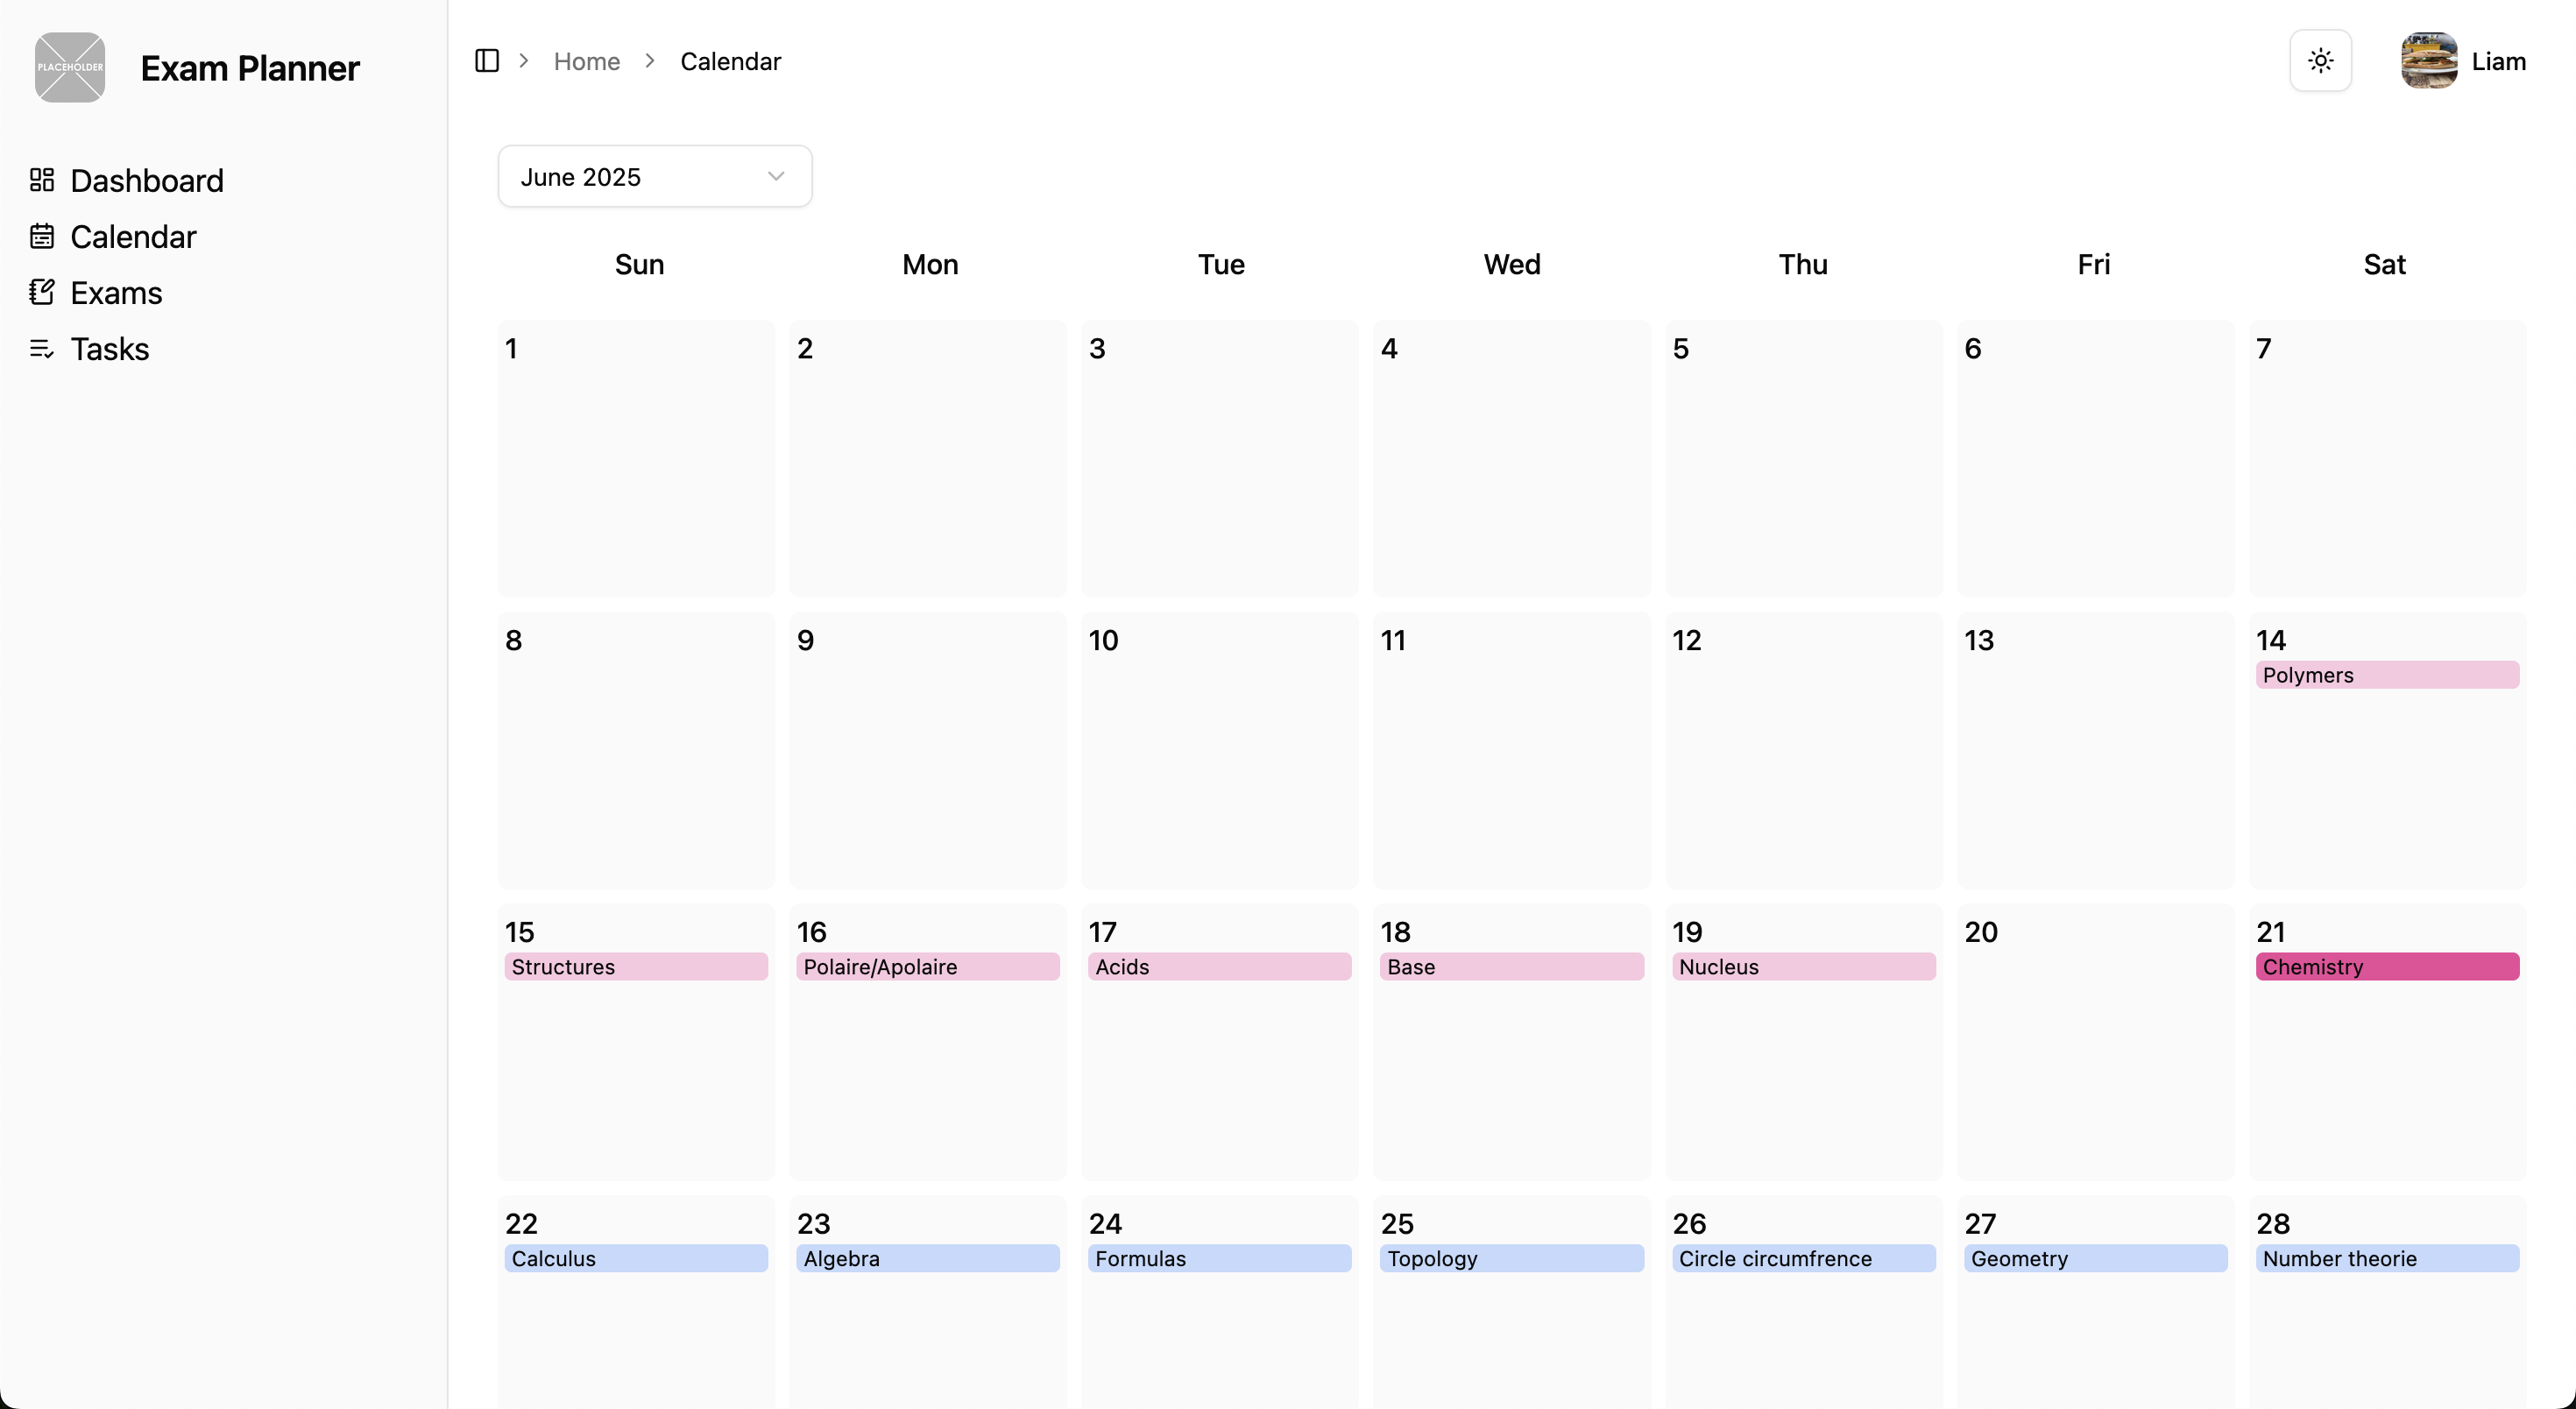 PLACEHOLDER
Exam Planner
Dashboard
Calendar
Exams
Tasks
Home
Calendar
Liam
June 2025
Sun Mon Tue Wed Thu Fri Sat
1 2 3 4 5 6 7
8 9 10 11 12 13 14
Polymers
15 16 17 18 19 20 21
Structures Polaire/Apolaire Acids Base Nucleus Chemistry
22 23 24 25 26 27 28
Calculus Algebra Formulas Topology Circle circumfrence Geometry Number theorie